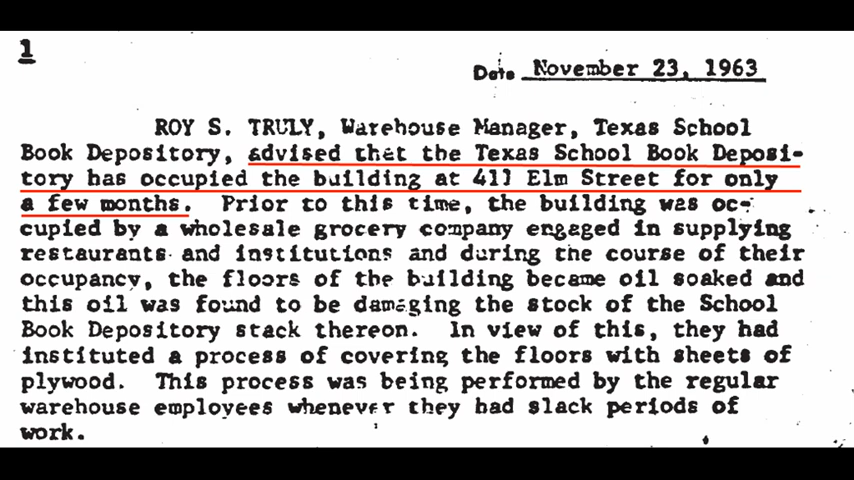 1
Date November 23, 1963
ROY S. TRULY, Warehouse Manager, Texas School
Book Depository, advised that the Texas School Book Deposi-
tory has occupied the building at 411 Elm Street for only
a few months. Prior to this time, the building was oc-
cupied by a wholesale grocery company engaged in supplying
restaurants and institutions and during the course of their
occupancy, the floors of the building became oil soaked and
this oil was found to be damaging the stock of the School
Book Depository stack thereon. In view of this, they had
instituted a process of covering the floors with sheets of
plywood. This process was being performed by the regular
warehouse employees whenever they had slack periods of
work.